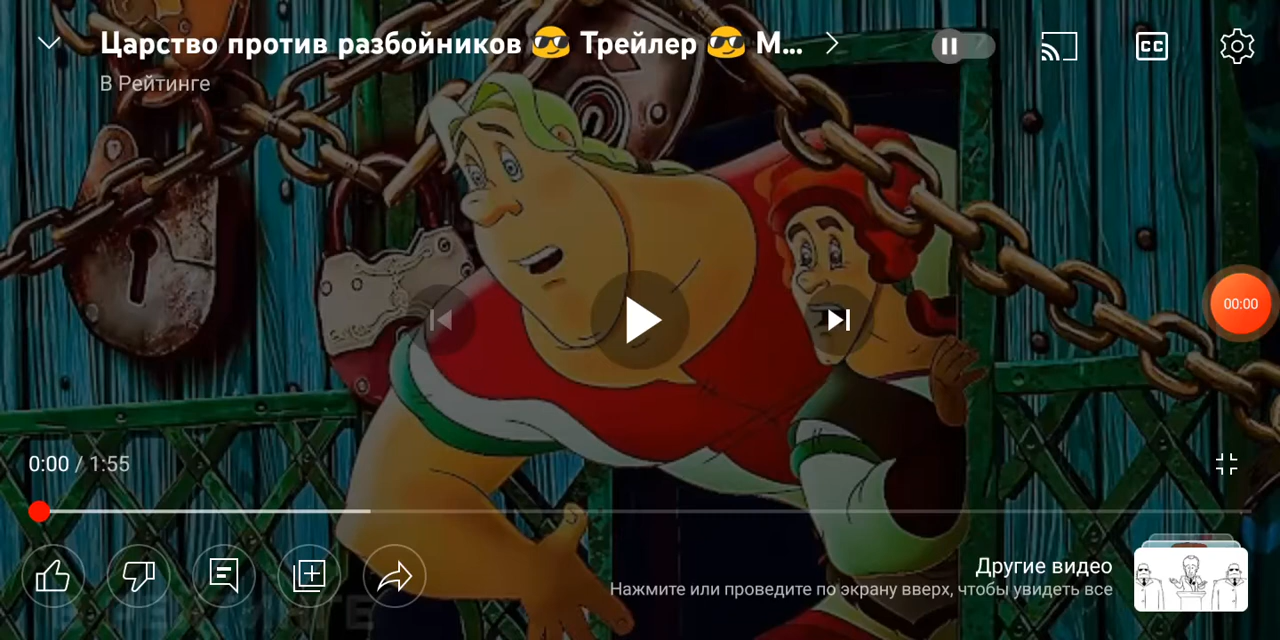 Царство против разбойников 😎 Трейлер 😎 М...
В Рейтинге
CC
00:00
0:00 / 1:55
Другие видео
Нажмите или проведите по экрану вверх, чтобы увидеть все